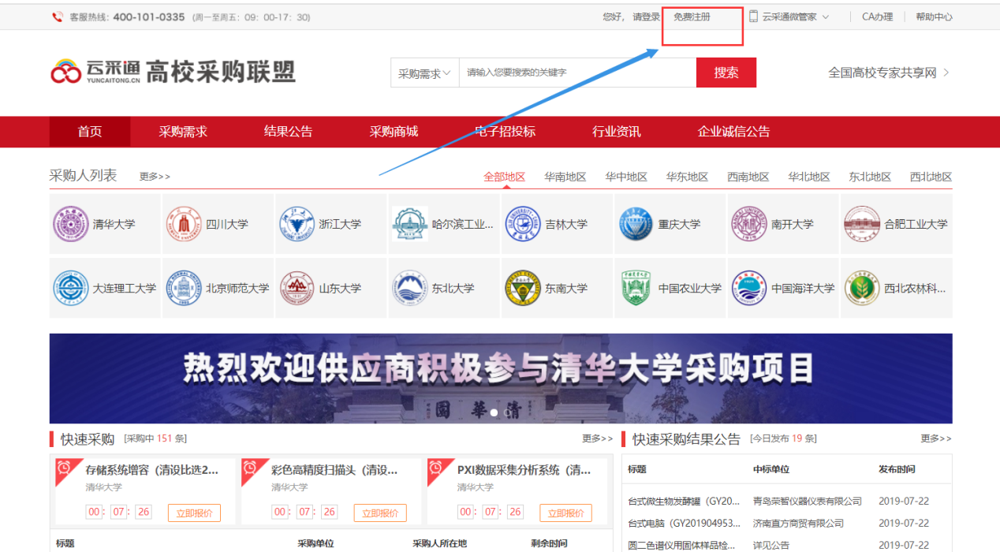 客服热线：400-101-0335 (周一至周五：09：00-17：30)
您好， 请登录 免费注册 云采通微管家 CA办理 帮助中心
云采通 YUNCAITONG.CN 高校采购联盟
采购需求 请输入您要搜索的关键字 搜索 全国高校专家共享网
首页 采购需求 结果公告 采购商城 电子招投标 行业资讯 企业诚信公告
采购人列表 更多>> 全部地区 华南地区 华中地区 华东地区 西南地区 华北地区 东北地区 西北地区
清华大学 四川大学 浙江大学 哈尔滨工业... 吉林大学 重庆大学 南开大学 合肥工业大学
大连理工大学 北京师范大学 山东大学 东北大学 东南大学 中国农业大学 中国海洋大学 西北农林科...
热烈欢迎供应商积极参与清华大学采购项目
園華清
快速采购 [采购中 151 条] 更多>> 快速采购结果公告 [今日发布 19 条] 更多>>
存储系统增容（清设比选2... 彩色高精度扫描头（清设... PXI数据采集分析系统（清... 标题 中标单位 发布时间
清华大学 清华大学 清华大学
00：07：26 立即报价 00：07：26 立即报价 00：07：26 立即报价 台式微生物发酵罐（GY20... 青岛荣智仪器仪表有限公司 2019-07-22
台式电脑（GY201904953... 济南直方商贸有限公司 2019-07-22
标题 采购单位 采购人所在地 剩余时间 圆二色谱仪用固体样品检... 详见公告 2019-07-22